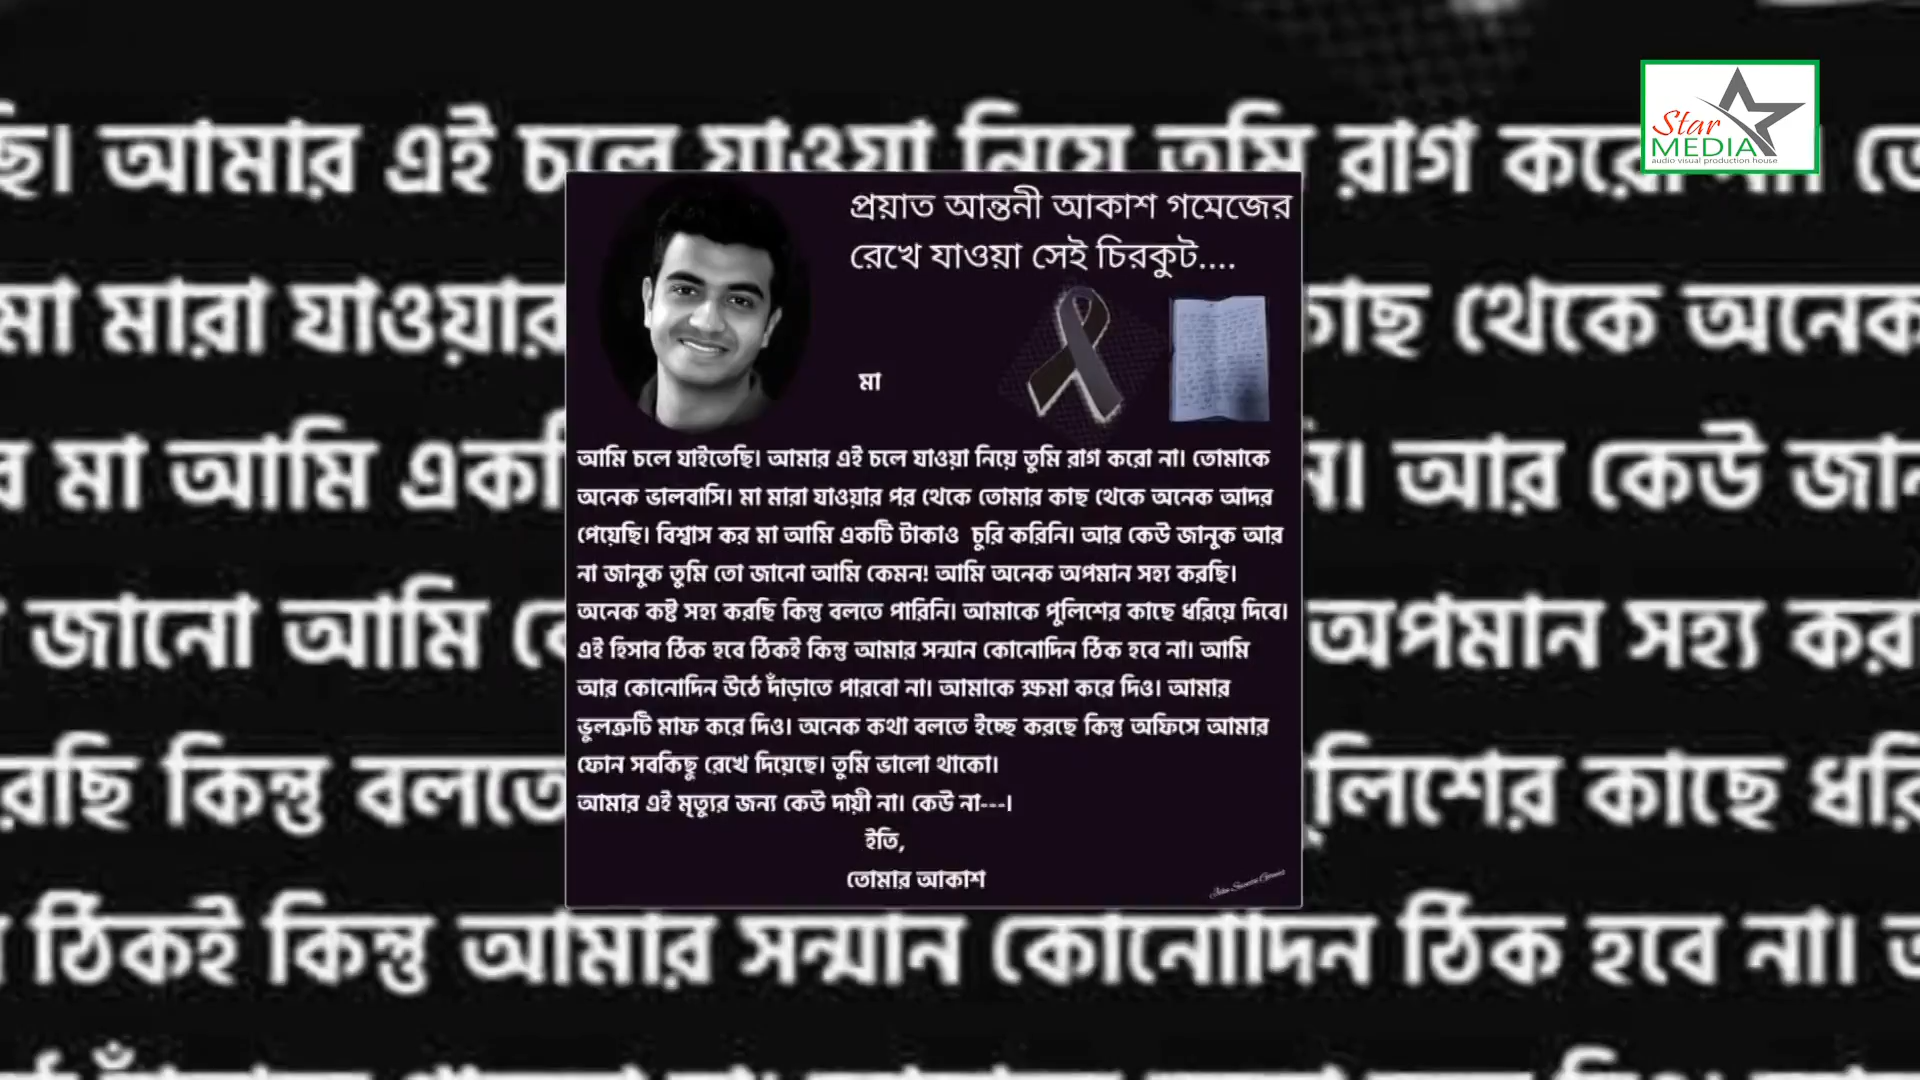 ছি। আমার এই চলে যাওয়া নিয়ে তুমি রাগ করো না। তো
Star
MEDIA
audio visual production house
প্রয়াত আন্তনী আকাশ গমেজের
রেখে যাওয়া সেই চিরকুট....
মা
আমি চলে যাইতেছি। আমার এই চলে যাওয়া নিয়ে তুমি রাগ করো না। তোমাকে
অনেক ভালবাসি। মা মারা যাওয়ার পর থেকে তোমার কাছ থেকে অনেক আদর
পেয়েছি। বিশ্বাস কর মা আমি একটি টাকাও চুরি করিনি। আর কেউ জানুক আর
না জানুক তুমি তো জানো আমি কেমন! আমি অনেক অপমান সহ্য করছি।
অনেক কষ্ট সহ্য করছি কিন্তু বলতে পারিনি। আমাকে পুলিশের কাছে ধরিয়ে দিবে।
এই হিসাব ঠিক হবে ঠিকই কিন্তু আমার সন্মান কোনোদিন ঠিক হবে না। আমি
আর কোনোদিন উঠে দাঁড়াতে পারবো না। আমাকে ক্ষমা করে দিও। আমার
ভুলত্রুটি মাফ করে দিও। অনেক কথা বলতে ইচ্ছে করছে কিন্তু অফিসে আমার
ফোন সবকিছু রেখে দিয়েছে। তুমি ভালো থাকো।
আমার এই মৃত্যুর জন্য কেউ দায়ী না। কেউ না---।
ইতি,
তোমার আকাশ
মা মারা যাওয়ার
কাছ থেকে অনেক
র মা আমি একটি
নি। আর কেউ জান
জানো আমি কে
অপমান সহ্য কর
রছি কিন্তু বলতে
পুলিশের কাছে ধরি
ঠিকই কিন্তু আমার সন্মান কোনোদিন ঠিক হবে না।